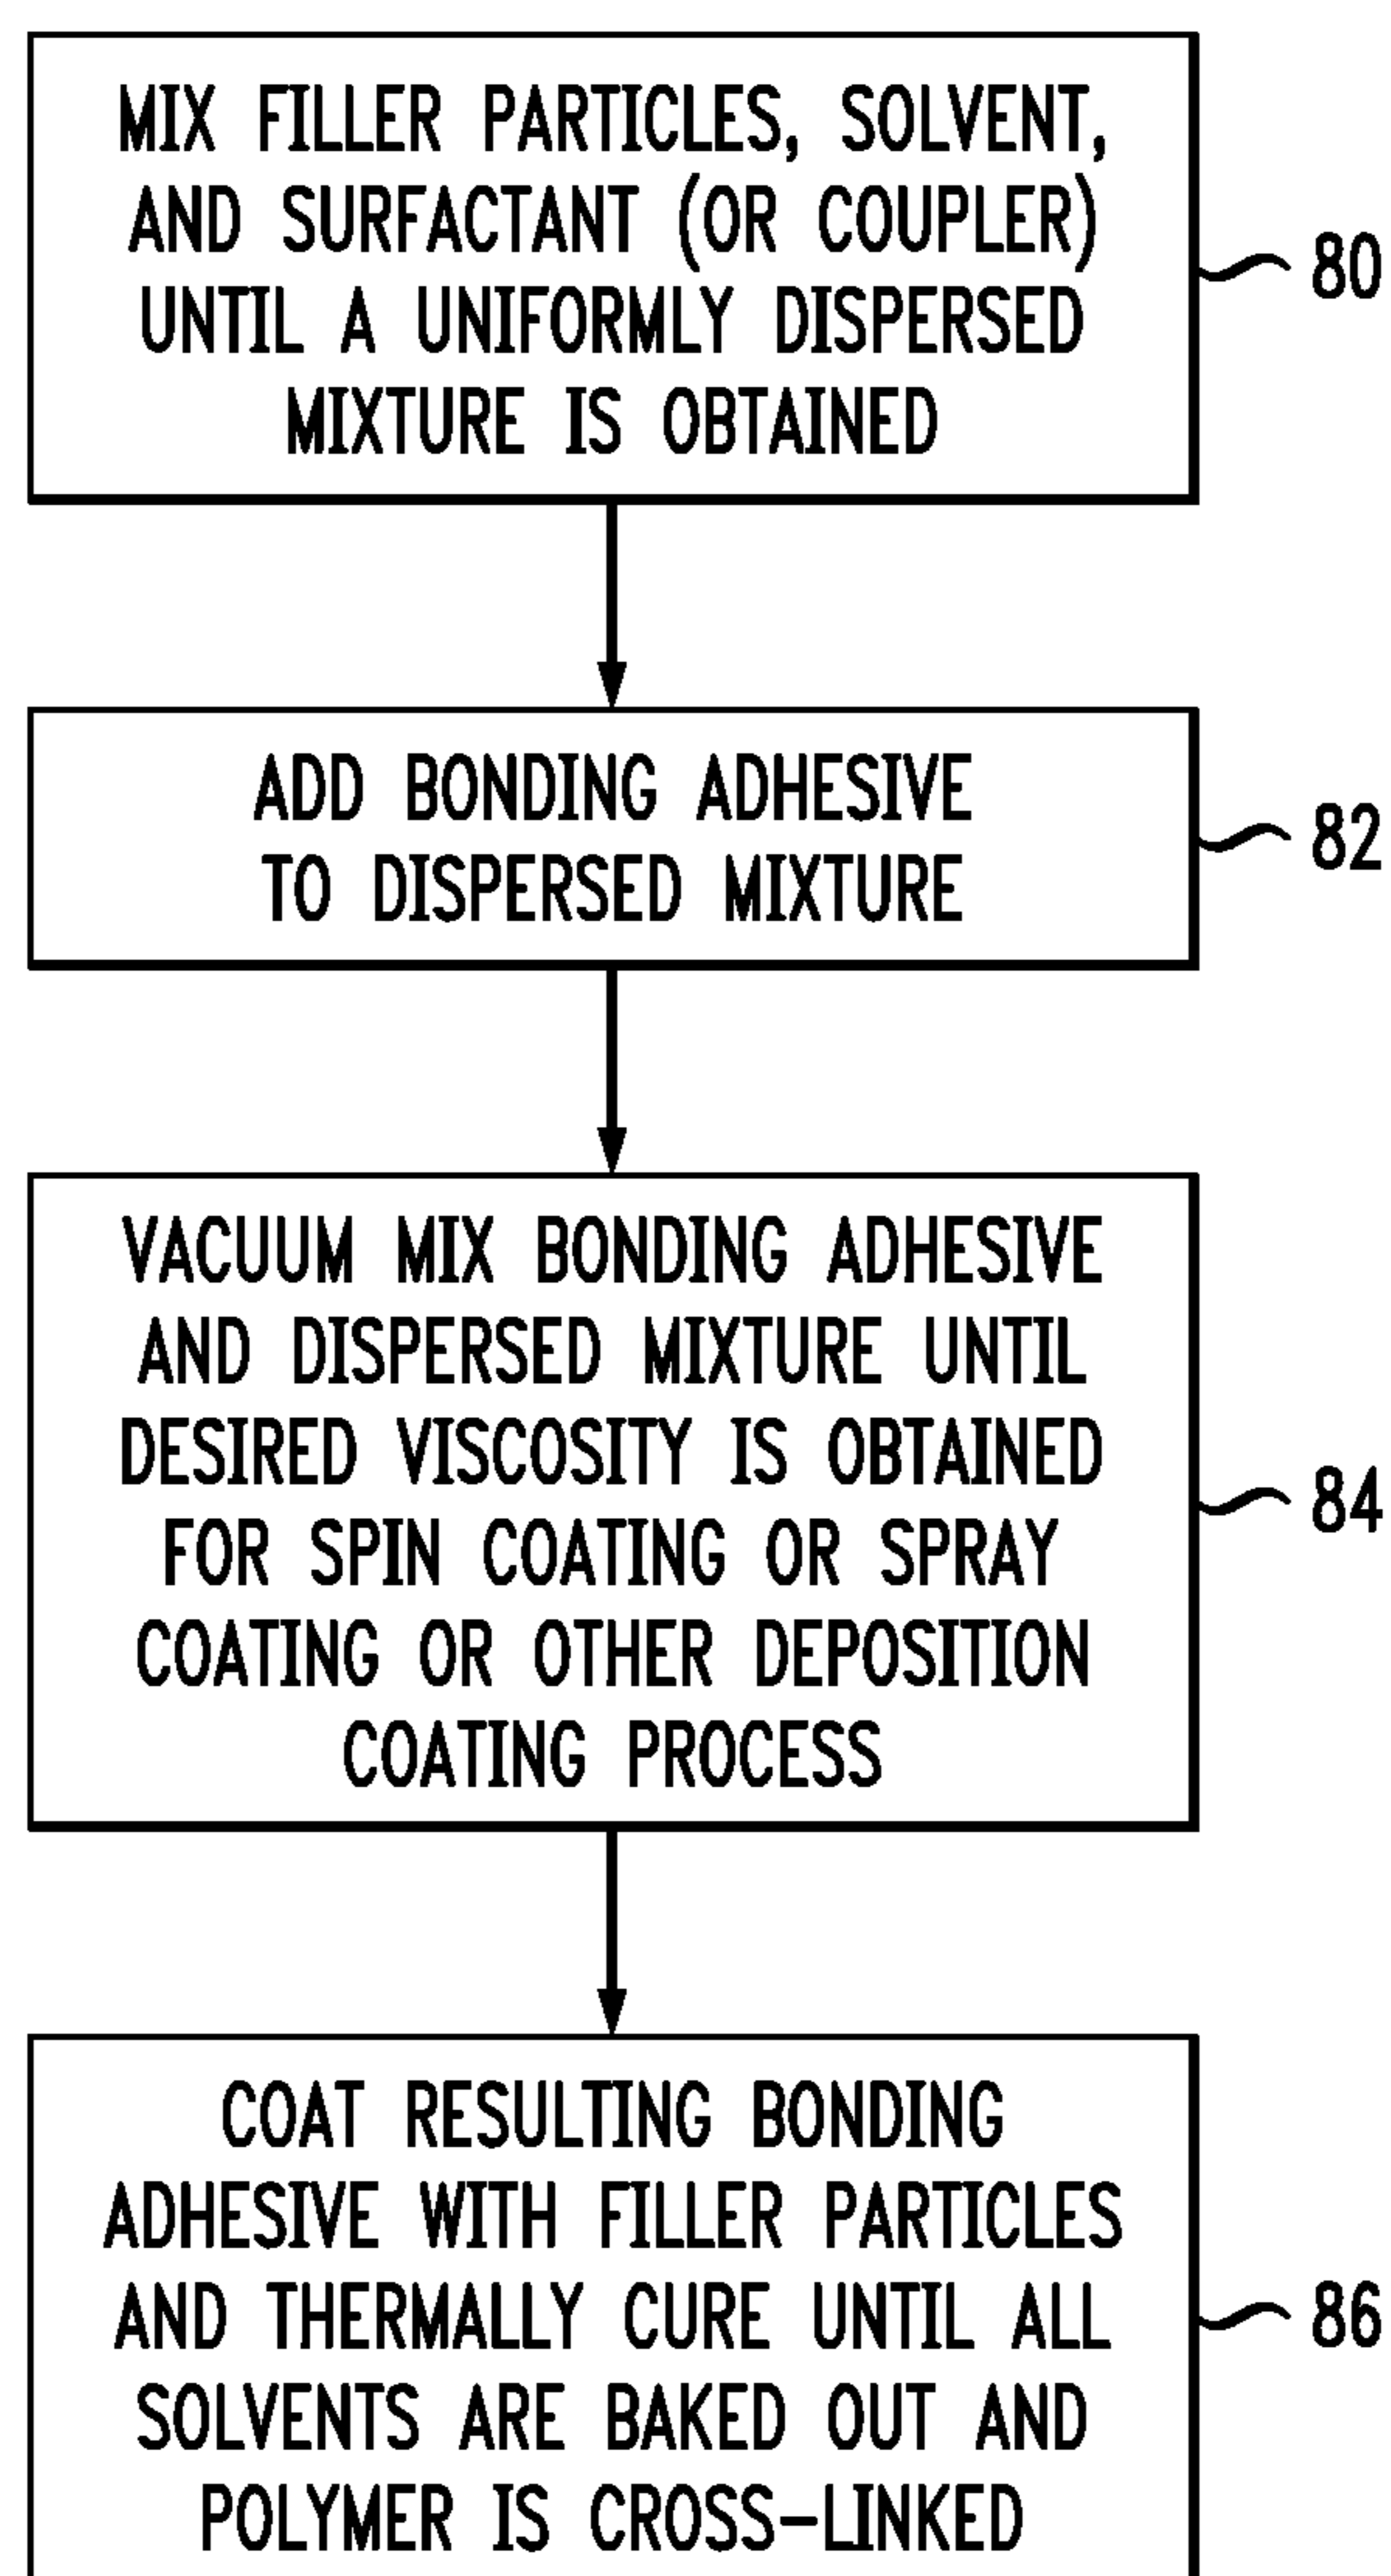 MIX FILLER PARTICLES, SOLVENT,
AND SURFACTANT (OR COUPLER)
UNTIL A UNIFORMLY DISPERSED
MIXTURE IS OBTAINED
80
ADD BONDING ADHESIVE
TO DISPERSED MIXTURE
82
VACUUM MIX BONDING ADHESIVE
AND DISPERSED MIXTURE UNTIL
DESIRED VISCOSITY IS OBTAINED
FOR SPIN COATING OR SPRAY
COATING OR OTHER DEPOSITION
COATING PROCESS
84
COAT RESULTING BONDING
ADHESIVE WITH FILLER PARTICLES
AND THERMALLY CURE UNTIL ALL
SOLVENTS ARE BAKED OUT AND
POLYMER IS CROSS-LINKED
86